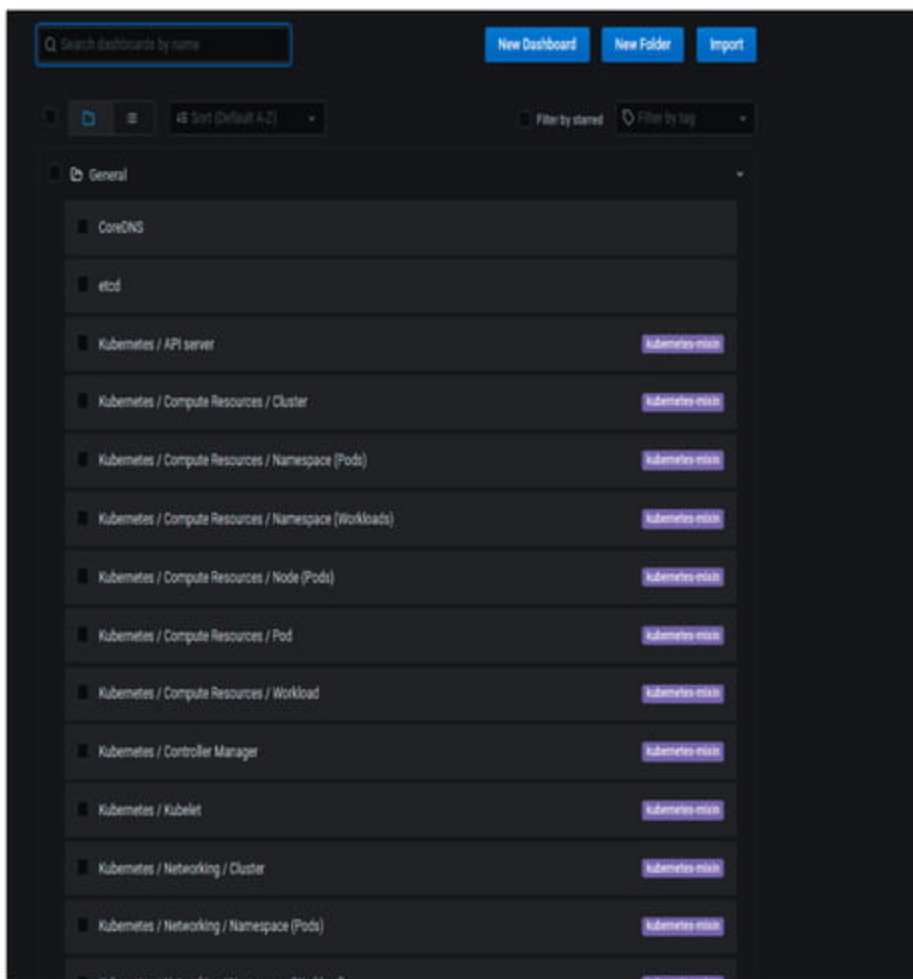 Search dashboards by name
New Dashboard New Folder Import
Sort (Default A-Z) Filter by starred Filter by tag
General
CoreDNS
etcd
Kubernetes / API server kubernetes-mixin
Kubernetes / Compute Resources / Cluster kubernetes-mixin
Kubernetes / Compute Resources / Namespace (Pods) kubernetes-mixin
Kubernetes / Compute Resources / Namespace (Workloads) kubernetes-mixin
Kubernetes / Compute Resources / Node (Pods) kubernetes-mixin
Kubernetes / Compute Resources / Pod kubernetes-mixin
Kubernetes / Compute Resources / Workload kubernetes-mixin
Kubernetes / Controller Manager kubernetes-mixin
Kubernetes / Kubelet kubernetes-mixin
Kubernetes / Networking / Cluster kubernetes-mixin
Kubernetes / Networking / Namespace (Pods) kubernetes-mixin